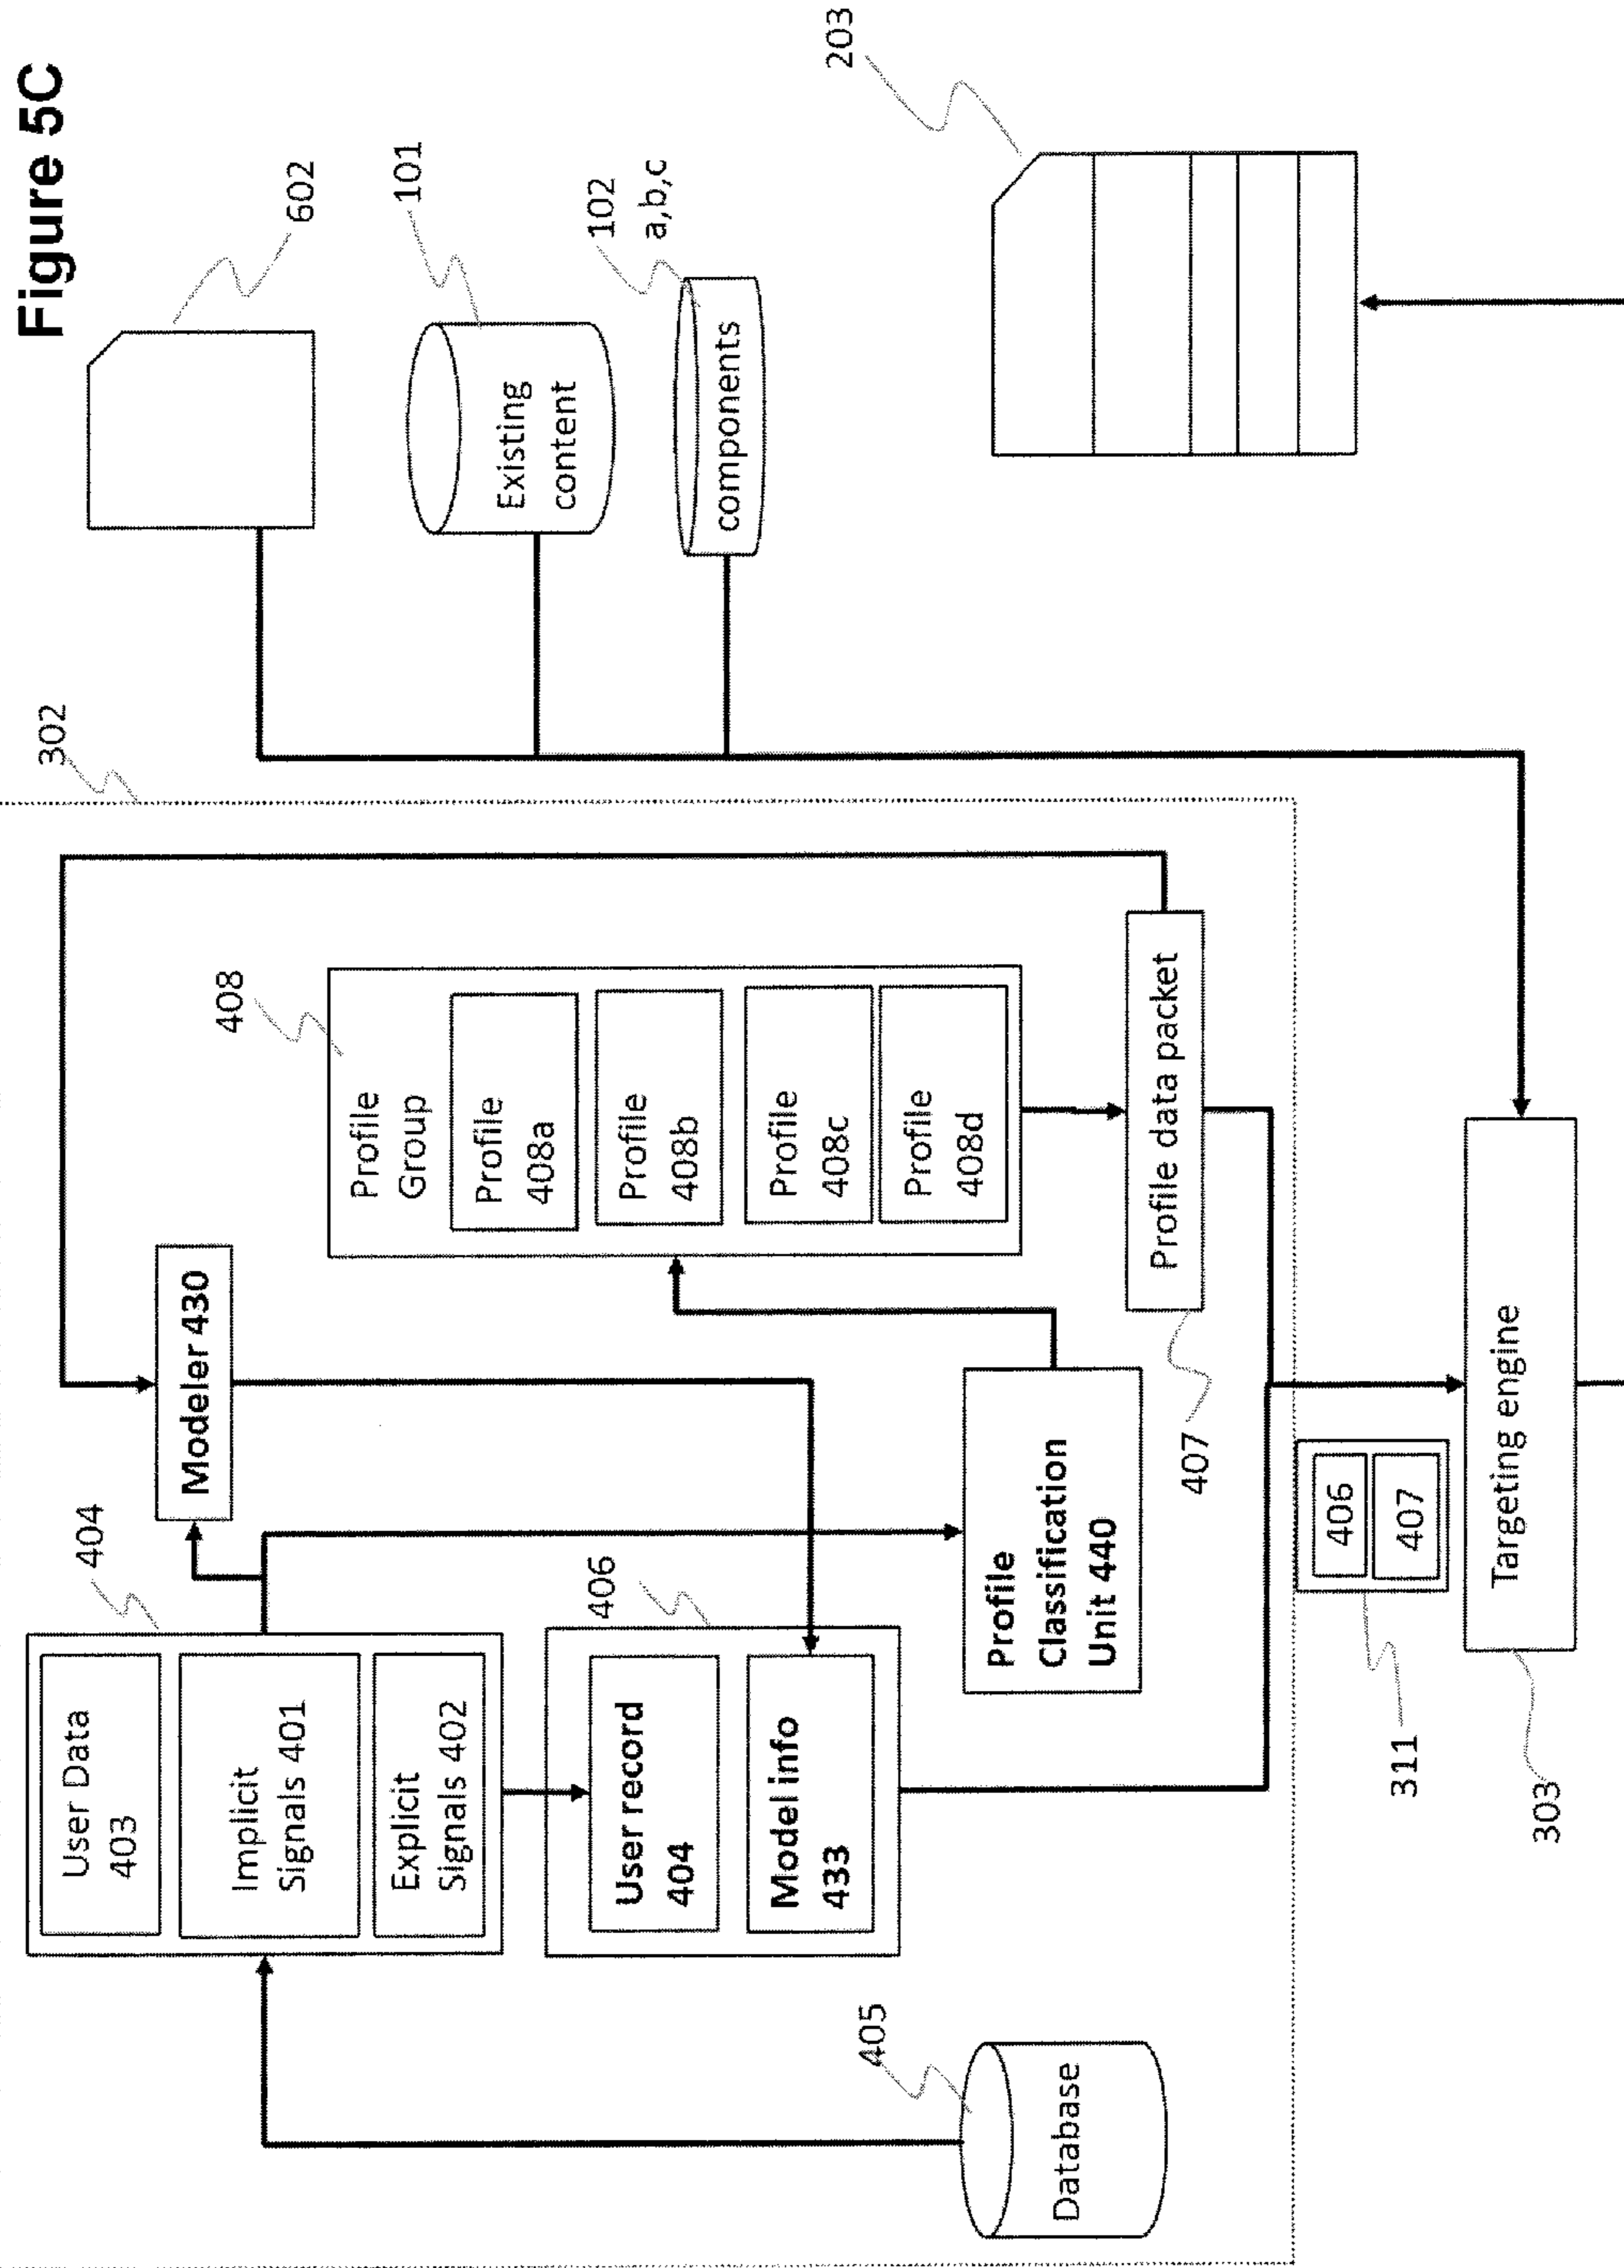 Figure 5C
302
602
101
Existing
content
102
a,b,c
components
203
404
User Data
403
Implicit
Signals 401
Explicit
Signals 402
Modeler 430
408
Profile
Group
Profile
408a
Profile
408b
Profile
408c
Profile
408d
406
User record
404
Model info
433
405
Database
Profile
Classification
Unit 440
407
Profile data packet
406
407
311
Targeting engine
303